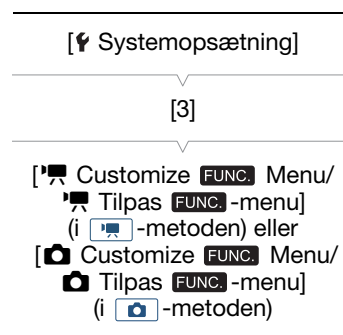 [ Systemopsætning]
[3]
[ Customize FUNC. Menu/
Tilpas FUNC. -menu]
(i -metoden) eller
[ Customize FUNC. Menu/
Tilpas FUNC. -menu]
(i -metoden)